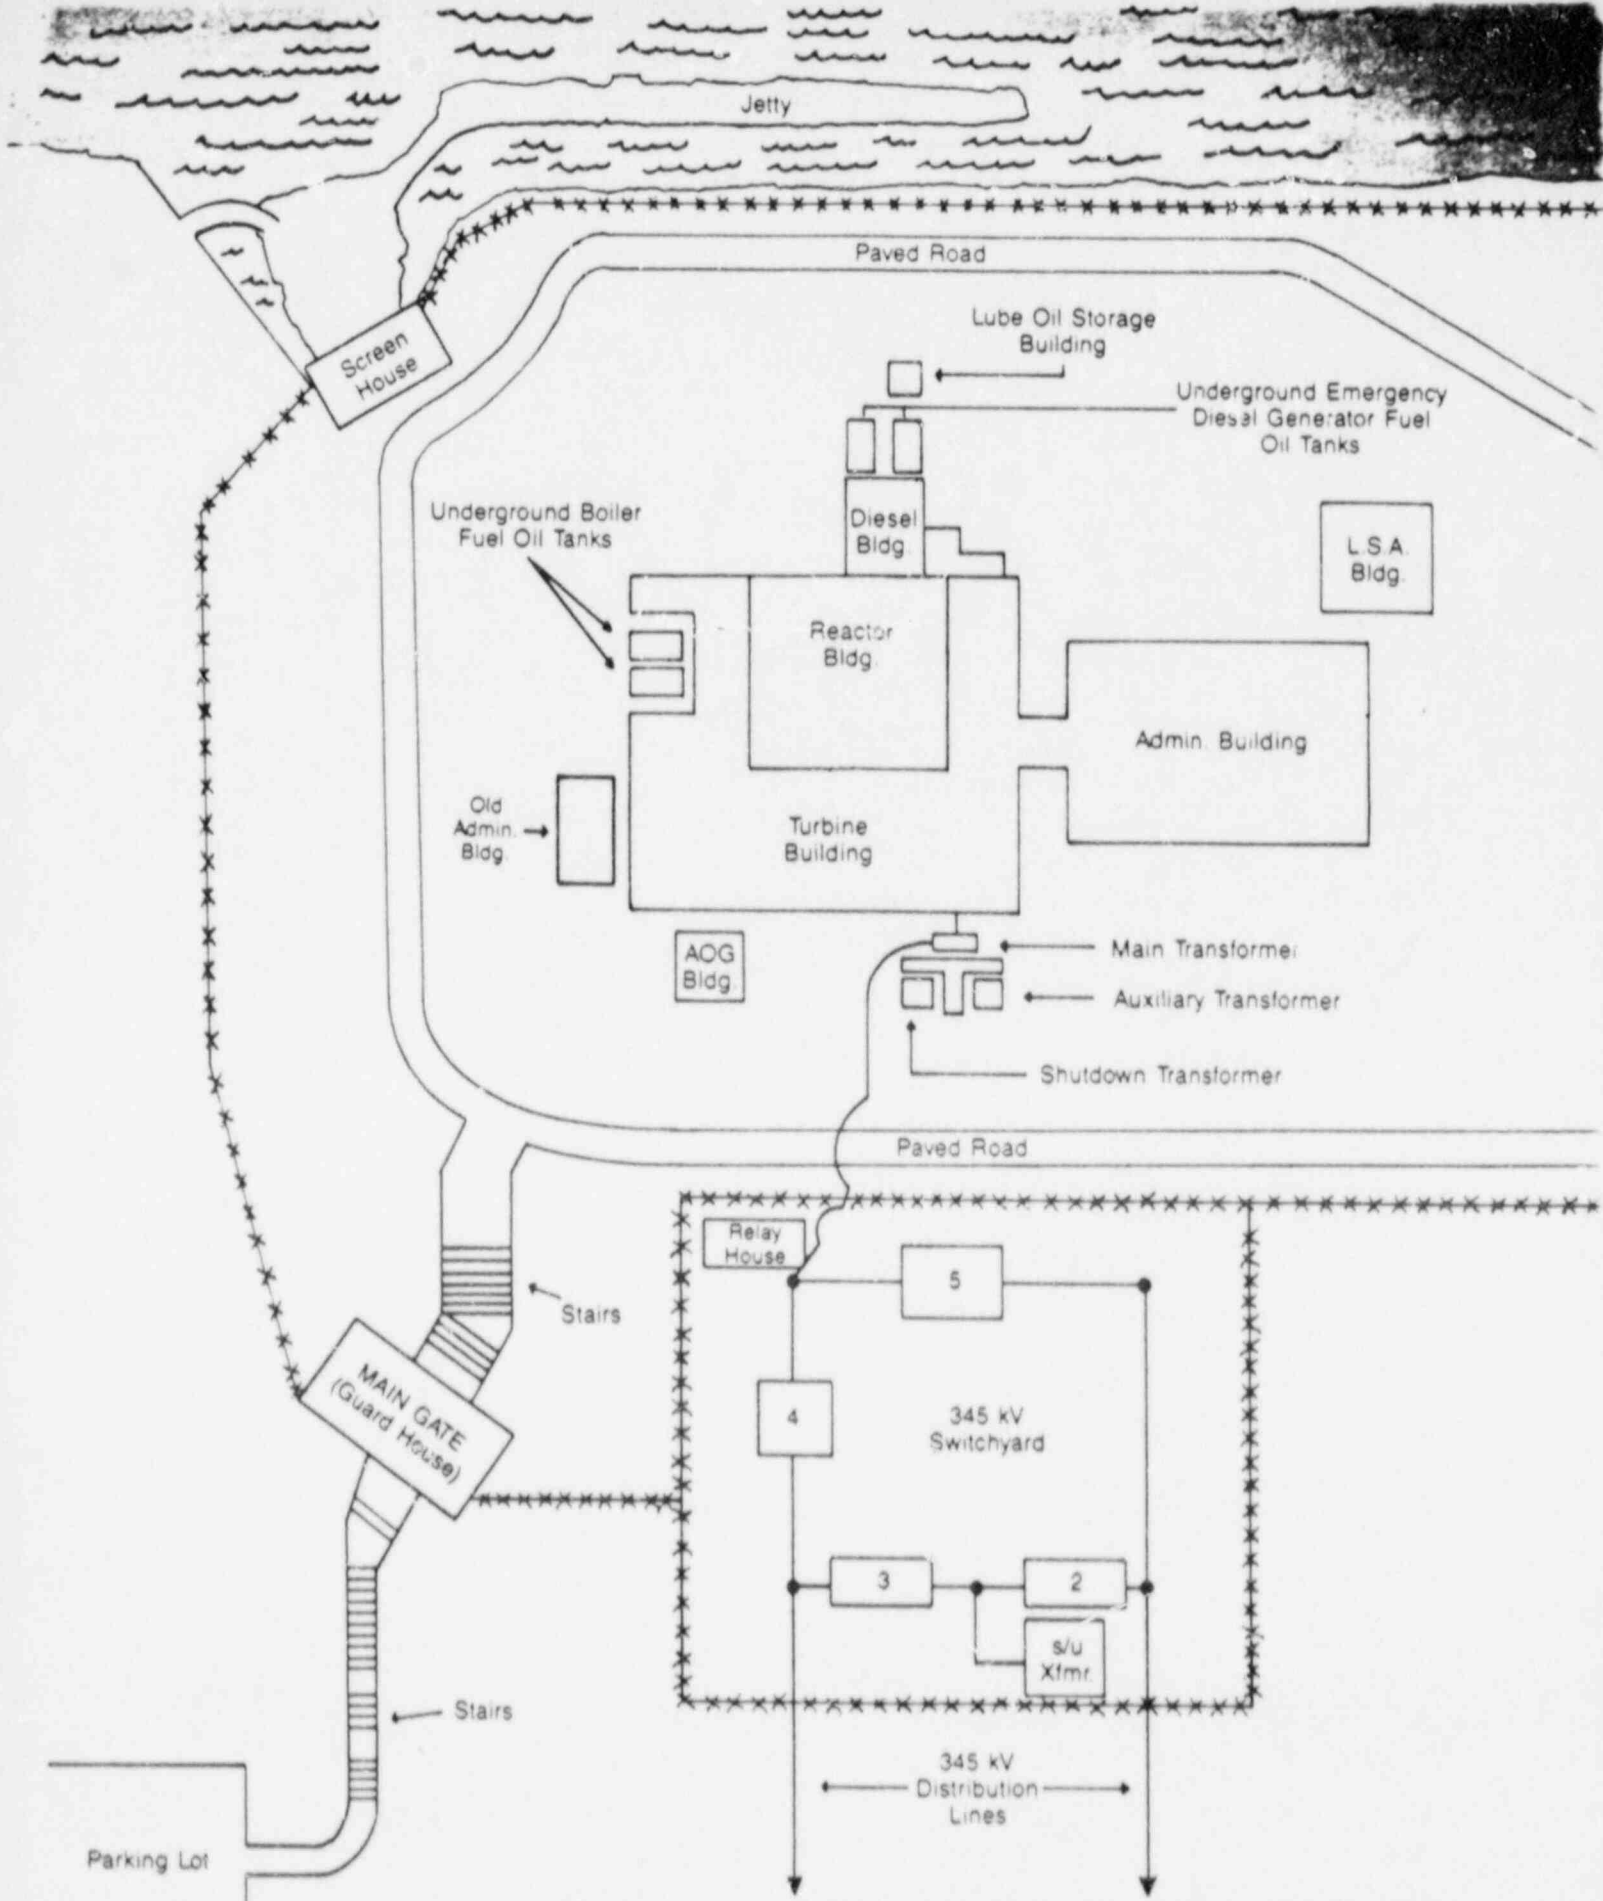 Jetty
Paved Road
Screen
House
Lube Oil Storage
Building
Underground Emergency
Diesel Generator Fuel
Oil Tanks
Underground Boiler
Fuel Oil Tanks
Diesel
Bldg.
L.S.A.
Bldg.
Reactor
Bldg.
Admin. Building
Old
Admin.
Bldg.
Turbine
Building
AOG
Bldg.
Main Transformer
Auxiliary Transformer
Shutdown Transformer
Paved Road
Relay
House
5
Stairs
MAIN GATE
(Guard House)
4
345 kV
Switchyard
3
2
s/u
Xfmr.
Stairs
345 kV
Distribution
Lines
Parking Lot